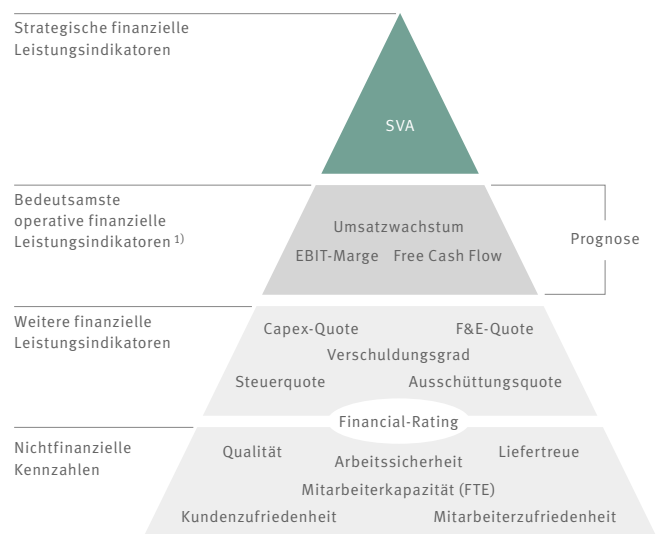 Strategische finanzielle
Leistungsindikatoren
SVA
Bedeutsamste
operative finanzielle
Leistungsindikatoren 1)
Umsatzwachstum
EBIT-Marge Free Cash Flow
Prognose
Weitere finanzielle
Leistungsindikatoren
Capex-Quote F&E-Quote
Verschuldungsgrad
Steuerquote Ausschüttungsquote
Financial-Rating
Nichtfinanzielle
Kennzahlen
Qualität Liefertreue
Arbeitssicherheit
Mitarbeiterkapazität (FTE)
Kundenzufriedenheit Mitarbeiterzufriedenheit